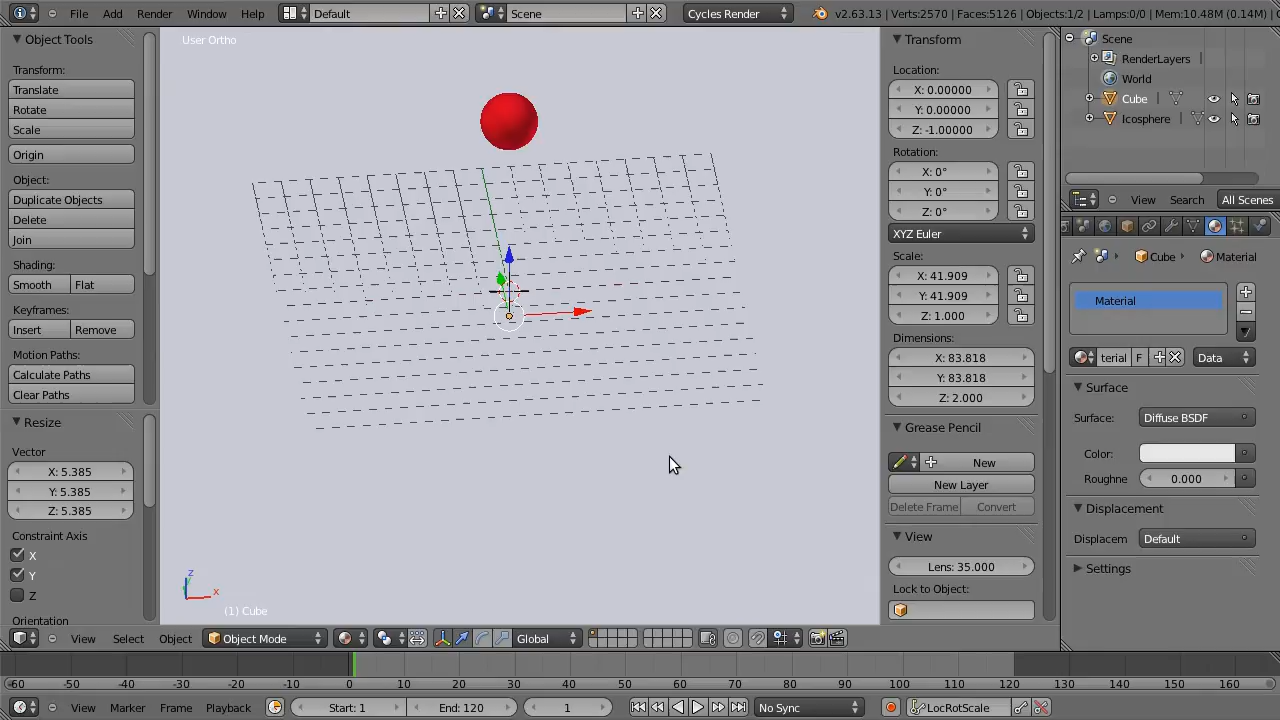 File Add Render Window Help Default Scene Cycles Render v2.63.13 | Verts:2570 | Faces:5126 | Objects:1/2 | Lamps:0/0 | Mem:10.48M (0.14M) |
Object Tools
Transform:
Translate
Rotate
Scale
Origin
Object:
Duplicate Objects
Delete
Join
Shading:
Smooth Flat
Keyframes:
Insert Remove
Motion Paths:
Calculate Paths
Clear Paths
Resize
Vector
X: 5.385
Y: 5.385
Z: 5.385
Constraint Axis
X
Y
Z
Orientation
User Ortho
z
x
(1) Cube
Transform
Location:
X: 0.00000
Y: 0.00000
Z: -1.00000
Rotation:
X: 0°
Y: 0°
Z: 0°
XYZ Euler
Scale:
X: 41.909
Y: 41.909
Z: 1.000
Dimensions:
X: 83.818
Y: 83.818
Z: 2.000
Grease Pencil
New
New Layer
Delete Frame Convert
View
Lens: 35.000
Lock to Object:
Scene
RenderLayers
World
Cube
Icosphere
View Search All Scenes
Cube Material
Material
terial F Data
Surface
Surface: Diffuse BSDF
Color:
Roughne 0.000
Displacement
Displacem Default
Settings
View Select Object Object Mode Global
-60 -50 -40 -30 -20 -10 0 10 20 30 40 50 60 70 80 90 100 110 120 130 140 150 160
View Marker Frame Playback Start: 1 End: 120 1 No Sync LocRotScale